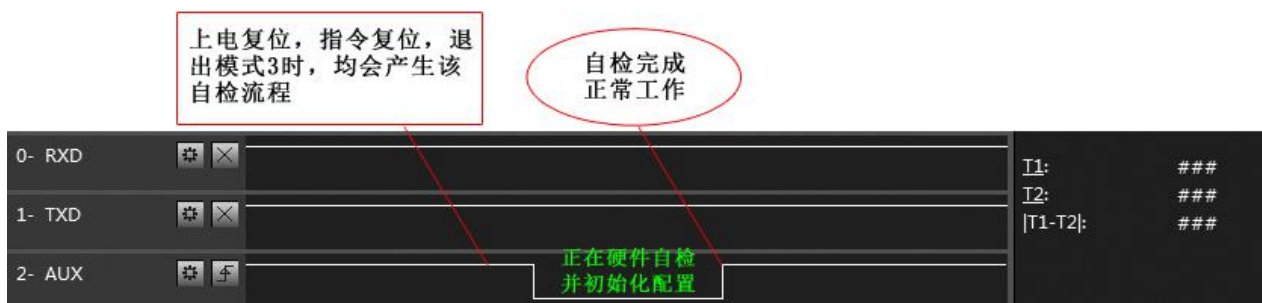 上电复位，指令复位，退
出模式3时，均会产生该
自检流程
自检完成
正常工作
0- RXD
T1: ###
T2: ###
1- TXD
|T1-T2|: ###
正在硬件自检
2- AUX
并初始化配置